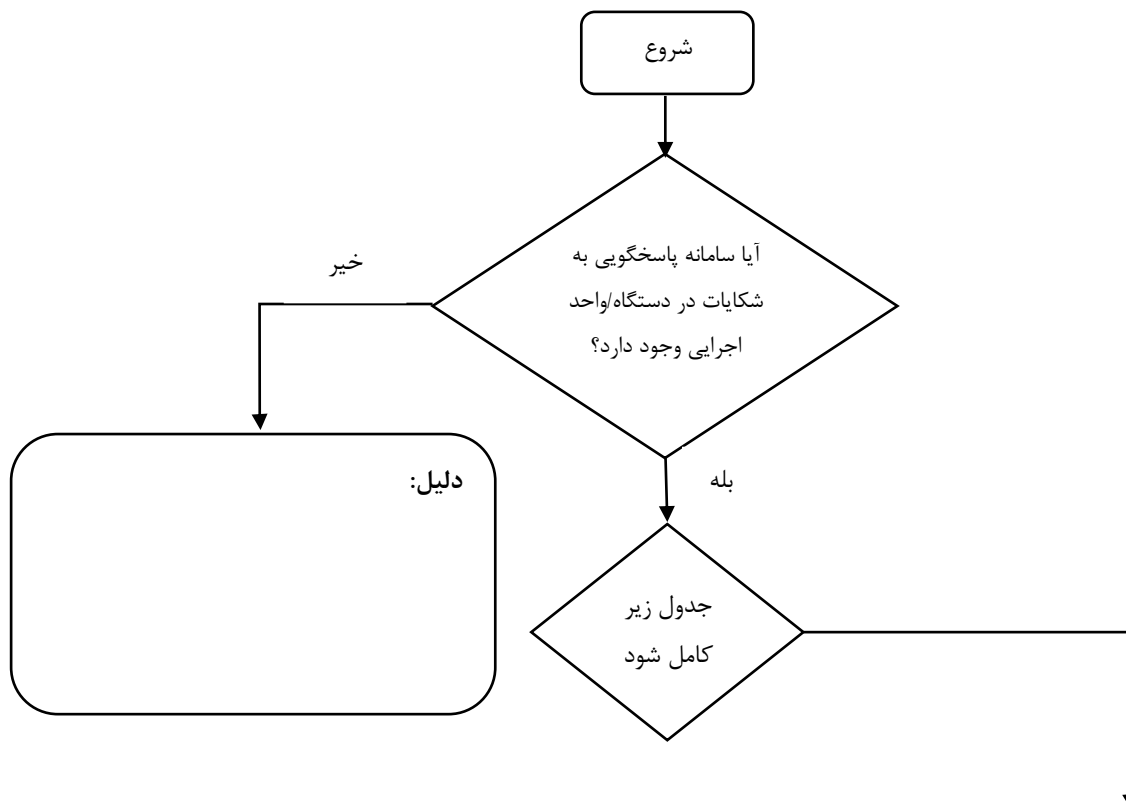 شروع
آیا سامانه پاسخگویی به
شکایات در دستگاه/واحد
اجرایی وجود دارد؟
خیر
بله
دلیل:
جدول زیر
کامل شود